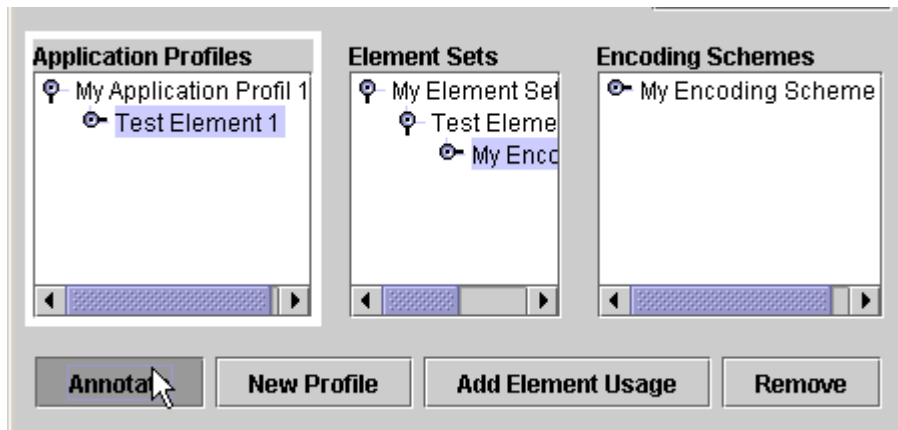 Application Profiles
My Application Profil 1
Test Element 1
Element Sets
My Element Set
Test Eleme
My Enco
Encoding Schemes
My Encoding Scheme
Annotat
New Profile
Add Element Usage
Remove